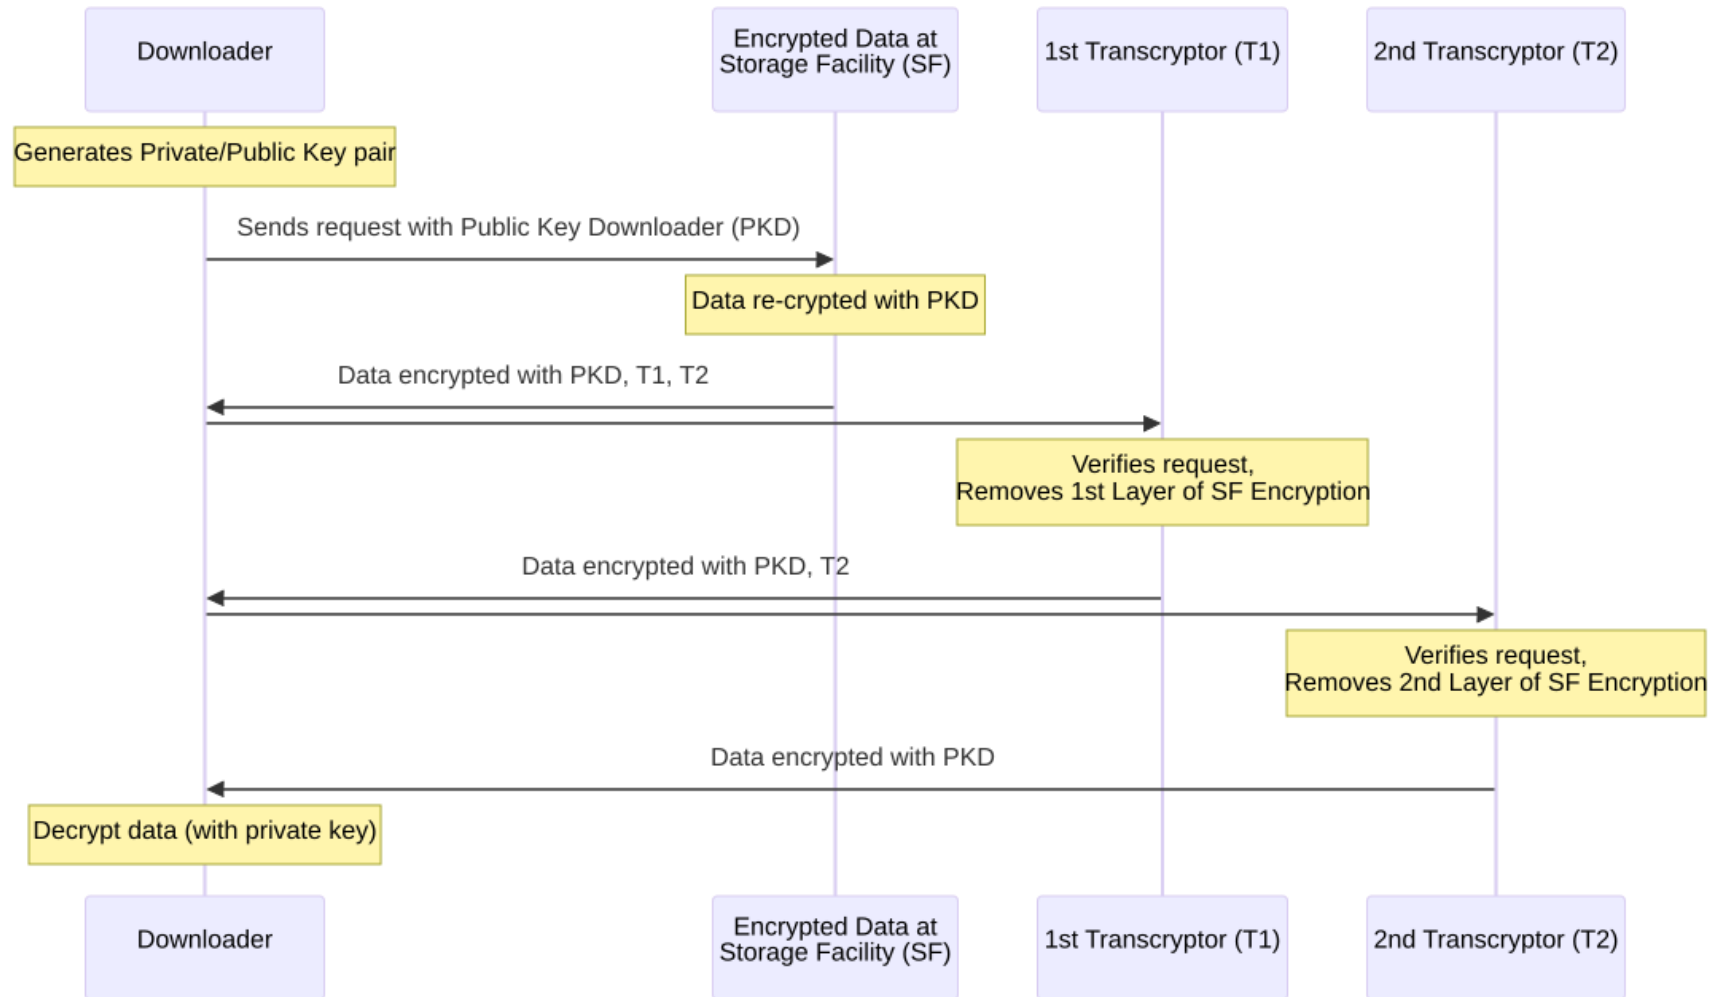 Downloader
Encrypted Data at
Storage Facility (SF)
1st Transcryptor (T1)
2nd Transcryptor (T2)
Generates Private/Public Key pair
Sends request with Public Key Downloader (PKD)
Data re-crypted with PKD
Data encrypted with PKD, T1, T2
Verifies request,
Removes 1st Layer of SF Encryption
Data encrypted with PKD, T2
Verifies request,
Removes 2nd Layer of SF Encryption
Data encrypted with PKD
Decrypt data (with private key)
Downloader
Encrypted Data at
Storage Facility (SF)
1st Transcryptor (T1)
2nd Transcryptor (T2)